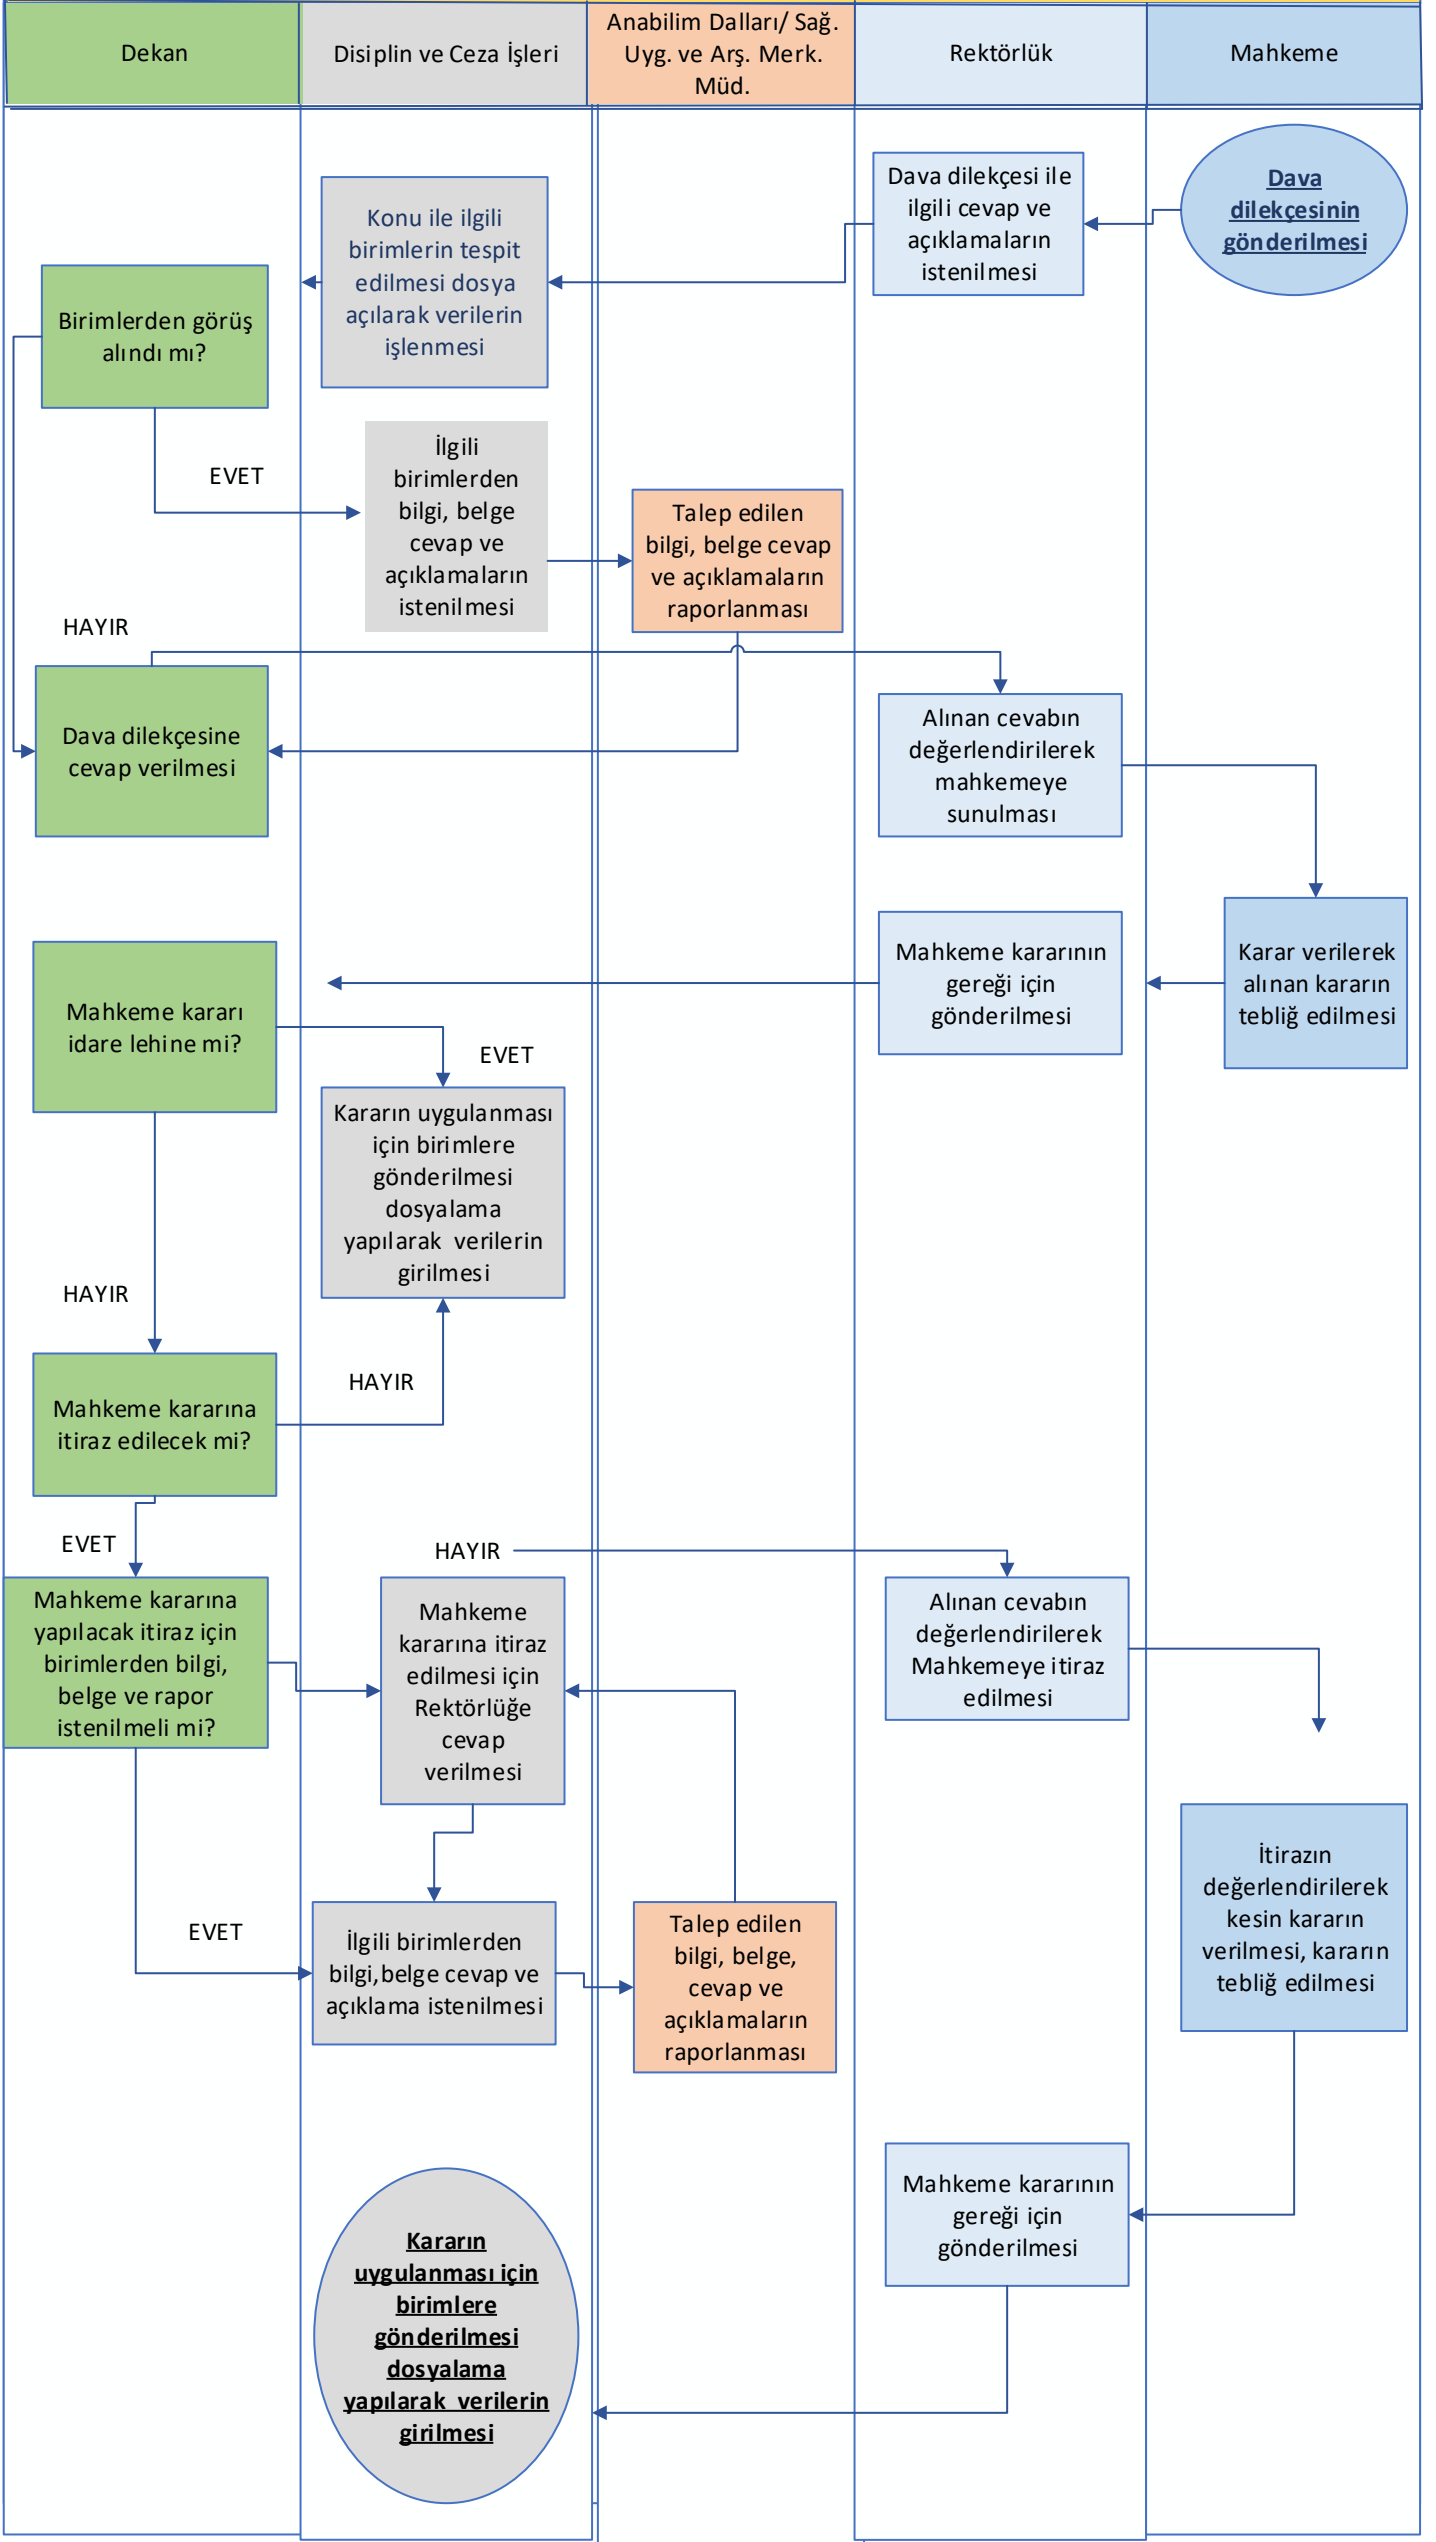 Dekan
Disiplin ve Ceza İşleri
Anabilim Dalları/ Sağ.
Uyg. ve Arş. Merk.
Müd.
Rektörlük
Mahkeme
Dava
dilekçesinin
gönderilmesi
Dava dilekçesi ile
ilgili cevap ve
açıklamaların
istenilmesi
Konu ile ilgili
birimlerin tespit
edilmesi dosya
açılarak verilerin
işlenmesi
Birimlerden görüş
alındı mı?
EVET
İlgili
birimlerden
bilgi, belge
cevap ve
açıklamaların
istenilmesi
Talep edilen
bilgi, belge cevap
ve açıklamaların
raporlanması
HAYIR
Dava dilekçesine
cevap verilmesi
Alınan cevabın
değerlendirilerek
mahkemeye
sunulması
Karar verilerek
alınan kararın
tebliğ edilmesi
Mahkeme kararının
gereği için
gönderilmesi
Mahkeme kararı
idare lehine mi?
EVET
Kararın uygulanması
için birimlere
gönderilmesi
dosyalama
yapılarak  verilerin
girilmesi
HAYIR
HAYIR
Mahkeme kararına
itiraz edilecek mi?
EVET
HAYIR
Mahkeme kararına
yapılacak itiraz için
birimlerden bilgi,
belge ve rapor
istenilmeli mi?
Mahkeme
kararına itiraz
edilmesi için
Rektörlüğe
cevap
verilmesi
Alınan cevabın
değerlendirilerek
Mahkemeye itiraz
edilmesi
EVET
İlgili birimlerden
bilgi,belge cevap ve
açıklama istenilmesi
Talep edilen
bilgi, belge,
cevap ve
açıklamaların
raporlanması
İtirazın
değerlendirilerek
kesin kararın
verilmesi, kararın
tebliğ edilmesi
Mahkeme kararının
gereği için
gönderilmesi
Kararın
uygulanması için
birimlere
gönderilmesi
dosyalama
yapılarak  verilerin
girilmesi